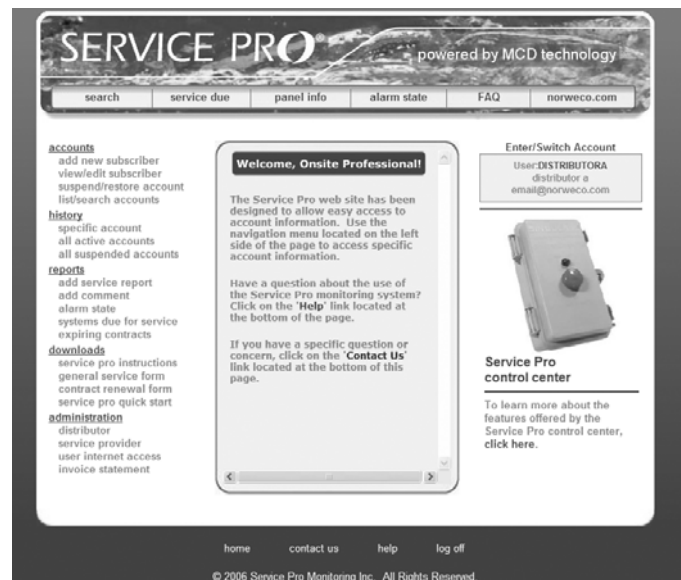 SERVICE PRO®
powered by MCD technology
search service due panel info alarm state FAQ norweco.com
accounts
add new subscriber
view/edit subscriber
suspend/restore account
list/search accounts
history
specific account
all active accounts
all suspended accounts
reports
add service report
add comment
alarm state
systems due for service
expiring contracts
downloads
service pro instructions
general service form
contract renewal form
service pro quick start
administration
distributor
service provider
user internet access
invoice statement
Welcome, Onsite Professional!
The Service Pro web site has been
designed to allow easy access to
account information. Use the
navigation menu located on the left
side of the page to access specific
account information.
Have a question about the use of
the Service Pro monitoring system?
Click on the 'Help' link located at
the bottom of the page.
If you have a specific question or
concern, click on the 'Contact Us'
link located at the bottom of this
page.
Enter/Switch Account
User:DISTRIBUTORA
distributor a
email@norweco.com
Service Pro
control center
To learn more about the
features offered by the
Service Pro control center,
click here.
home contact us help log off
© 2006 Service Pro Monitoring Inc. All Rights Reserved